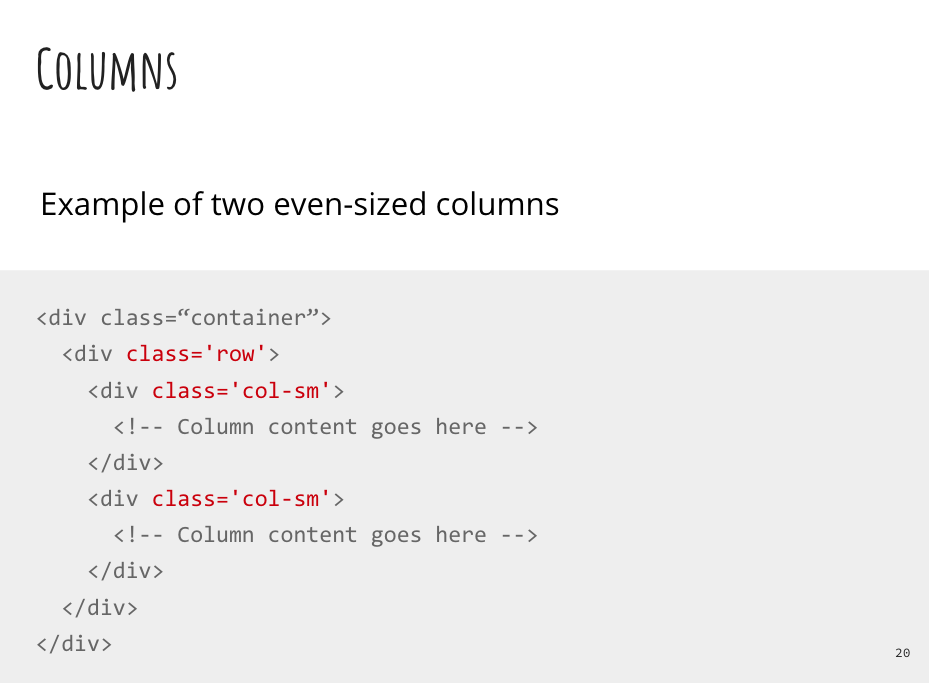 Columns
Example of two even-sized columns
<div class=“container”>
  <div class='row'>
    <div class='col-sm'>
      <!-- Column content goes here -->
    </div>
    <div class='col-sm'>
      <!-- Column content goes here -->
    </div>
  </div>
</div>
20